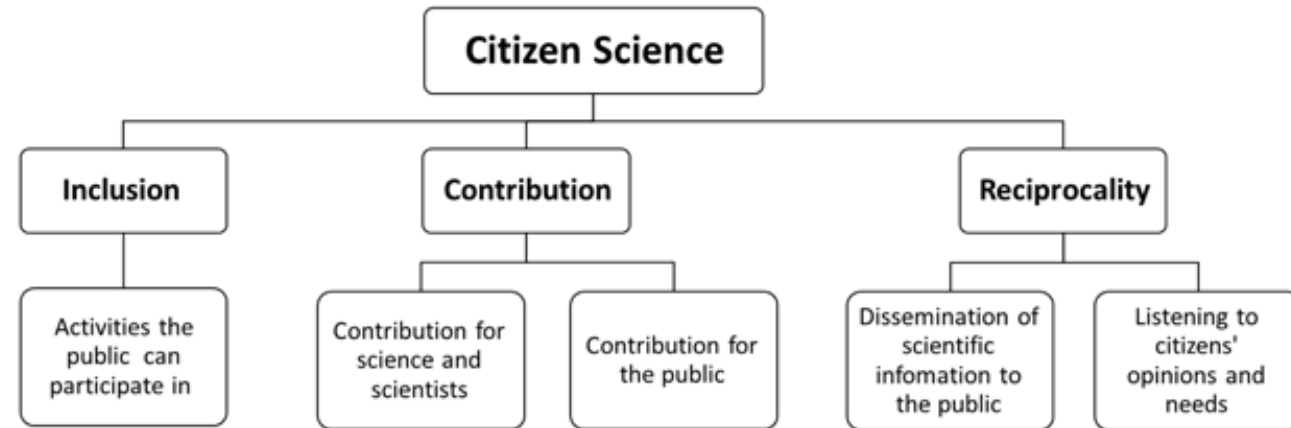 Citizen Science
Inclusion
Contribution
Reciprocality
Activities the
public can
participate in
Contribution for
science and
scientists
Contribution for
the public
Dissemination of
scientific
infomation to
the public
Listening to
citizens'
opinions and
needs